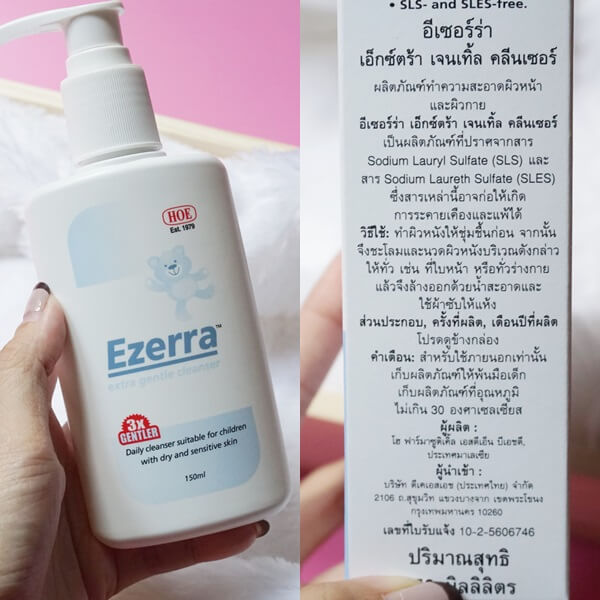 HOE
Est. 1979
Ezerra™
extra gentle cleanser
3x
GENTLER
Daily cleanser suitable for children
with dry and sensitive skin
150ml
• SLS- and SLES-free.
อีเซอร์ร่า
เอ็กซ์ตร้า เจนเทิ้ล คลีนเซอร์
ผลิตภัณฑ์ทำความสะอาดผิวหน้า
และผิวกาย
อีเซอร์ร่า เอ็กซ์ตร้า เจนเทิ้ล คลีนเซอร์
เป็นผลิตภัณฑ์ที่ปราศจากสาร
Sodium Lauryl Sulfate (SLS) และ
สาร Sodium Laureth Sulfate (SLES)
ซึ่งสารเหล่านี้อาจก่อให้เกิด
การระคายเคืองและแพ้ได้
วิธีใช้: ทำผิวหนังให้ชุ่มชื้นก่อน จากนั้น
จึงชะโลมและนวดผิวหนังบริเวณดังกล่าว
ให้ทั่ว เช่น ที่ใบหน้า หรือทั่วร่างกาย
แล้วจึงล้างออกด้วยน้ำสะอาดและ
ใช้ผ้าซับให้แห้ง
ส่วนประกอบ, ครั้งที่ผลิต, เดือนปีที่ผลิต
โปรดดูข้างกล่อง
คำเตือน: สำหรับใช้ภายนอกเท่านั้น
เก็บผลิตภัณฑ์ให้พ้นมือเด็ก
เก็บผลิตภัณฑ์ที่อุณหภูมิ
ไม่เกิน 30 องศาเซลเซียส
ผู้ผลิต :
โฮ ฟาร์มาซูติเคิ่ล เอสดีเอ็น บีเอชดี,
ประเทศมาเลเซีย
ผู้นำเข้า :
บริษัท ดีเคเอสเอช (ประเทศไทย) จำกัด
2106 ถ.สุขุมวิท แขวงบางจาก เขตพระโขนง
กรุงเทพมหานคร 10260
เลขที่ใบรับแจ้ง 10-2-5606746
ปริมาณสุทธิ
มิลลิลิตร